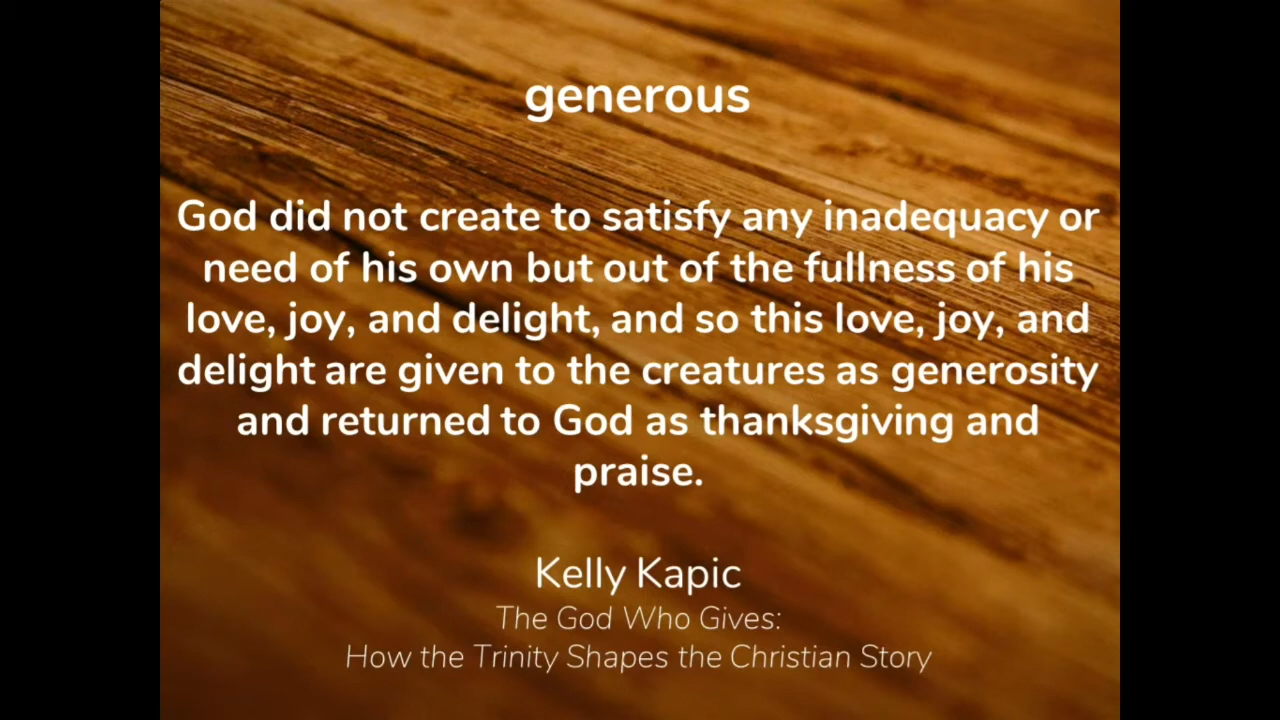 generous
God did not create to satisfy any inadequacy or
need of his own but out of the fullness of his
love, joy, and delight, and so this love, joy, and
delight are given to the creatures as generosity
and returned to God as thanksgiving and
praise.
Kelly Kapic
The God Who Gives:
How the Trinity Shapes the Christian Story